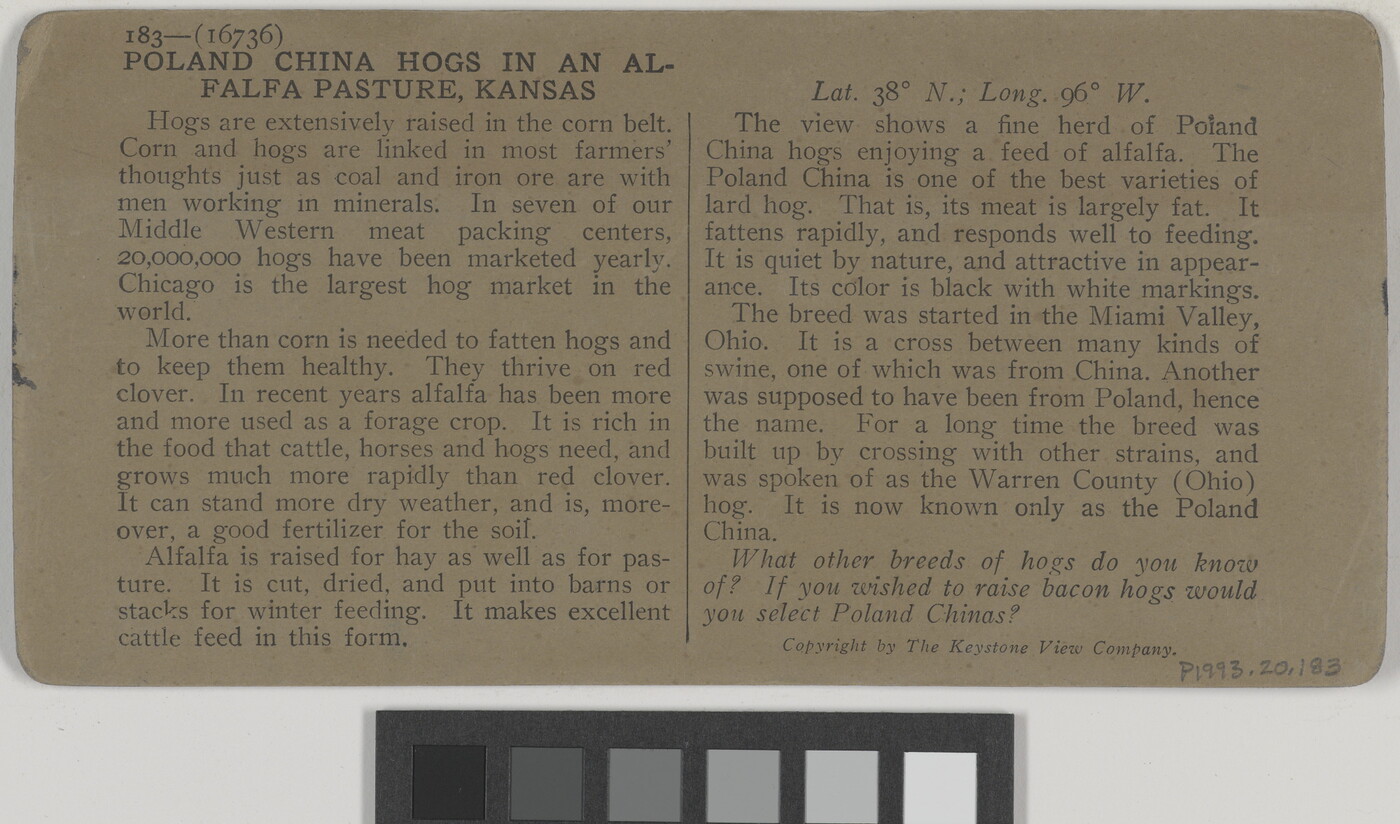 183—(16736)
POLAND CHINA HOGS IN AN AL-
FALFA PASTURE, KANSAS
Hogs are extensively raised in the corn belt.
Corn and hogs are linked in most farmers'
thoughts just as coal and iron ore are with
men working in minerals. In seven of our
Middle Western meat packing centers,
20,000,000 hogs have been marketed yearly.
Chicago is the largest hog market in the
world.
More than corn is needed to fatten hogs and
to keep them healthy. They thrive on red
clover. In recent years alfalfa has been more
and more used as a forage crop. It is rich in
the food that cattle, horses and hogs need, and
grows much more rapidly than red clover.
It can stand more dry weather, and is, more-
over, a good fertilizer for the soil.
Alfalfa is raised for hay as well as for pas-
ture. It is cut, dried, and put into barns or
stacks for winter feeding. It makes excellent
cattle feed in this form.
Lat. 38° N.; Long. 96° W.
The view shows a fine herd of Poland
China hogs enjoying a feed of alfalfa. The
Poland China is one of the best varieties of
lard hog. That is, its meat is largely fat. It
fattens rapidly, and responds well to feeding.
It is quiet by nature, and attractive in appear-
ance. Its color is black with white markings.
The breed was started in the Miami Valley,
Ohio. It is a cross between many kinds of
swine, one of which was from China. Another
was supposed to have been from Poland, hence
the name. For a long time the breed was
built up by crossing with other strains, and
was spoken of as the Warren County (Ohio)
hog. It is now known only as the Poland
China.
What other breeds of hogs do you know
of? If you wished to raise bacon hogs would
you select Poland Chinas?
Copyright by The Keystone View Company.
P1993.20.183